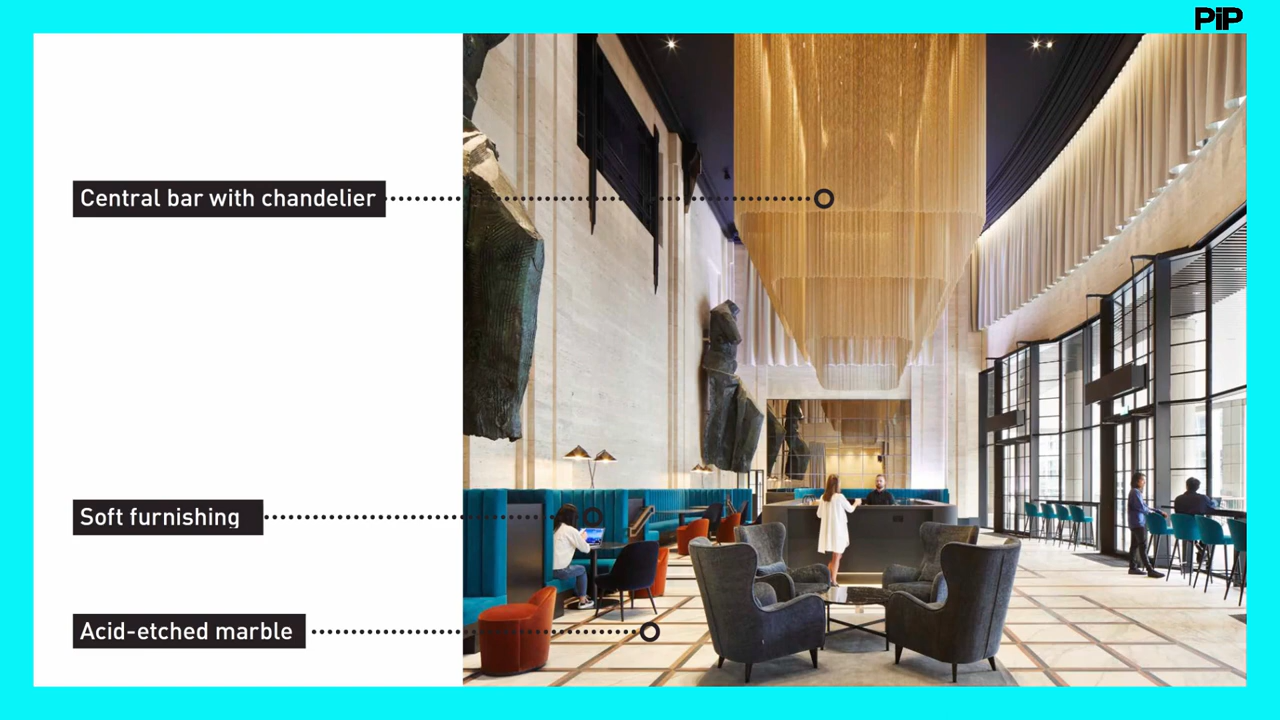 PiP
Central bar with chandelier
Soft furnishing
Acid-etched marble